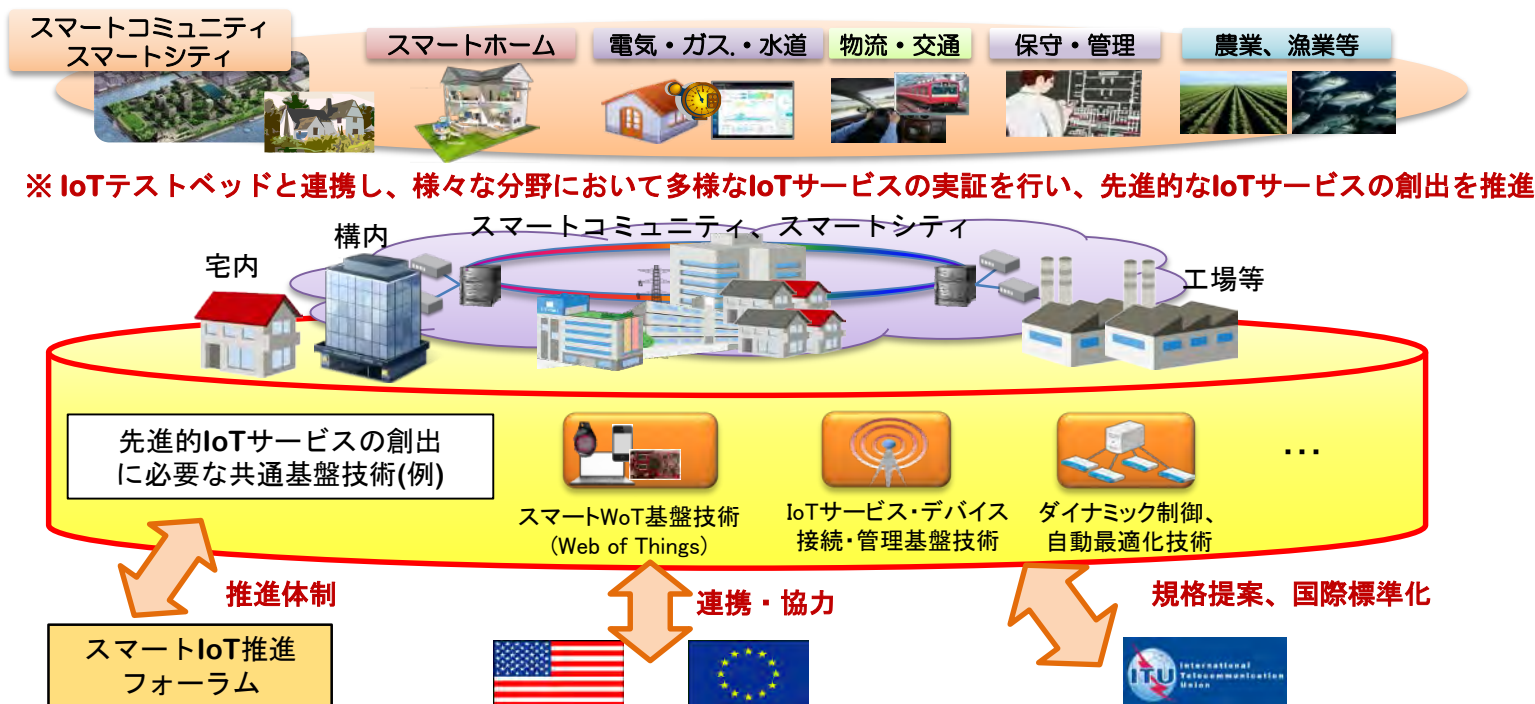 スマートコミュニティ
スマートシティ
スマートホーム
電気・ガス.・水道
物流・交通
保守・管理
農業、漁業等
※ IoTテストベッドと連携し、様々な分野において多様なIoTサービスの実証を行い、先進的なIoTサービスの創出を推進
スマートコミュニティ、スマートシティ
構内
宅内
工場等
先進的IoTサービスの創出
に必要な共通基盤技術(例)
スマートWoT基盤技術
(Web of Things)
IoTサービス・デバイス
接続・管理基盤技術
ダイナミック制御、
自動最適化技術
…
推進体制
連携・協力
規格提案、国際標準化
スマートIoT推進
フォーラム
ITU
International
Telecommunication
Union